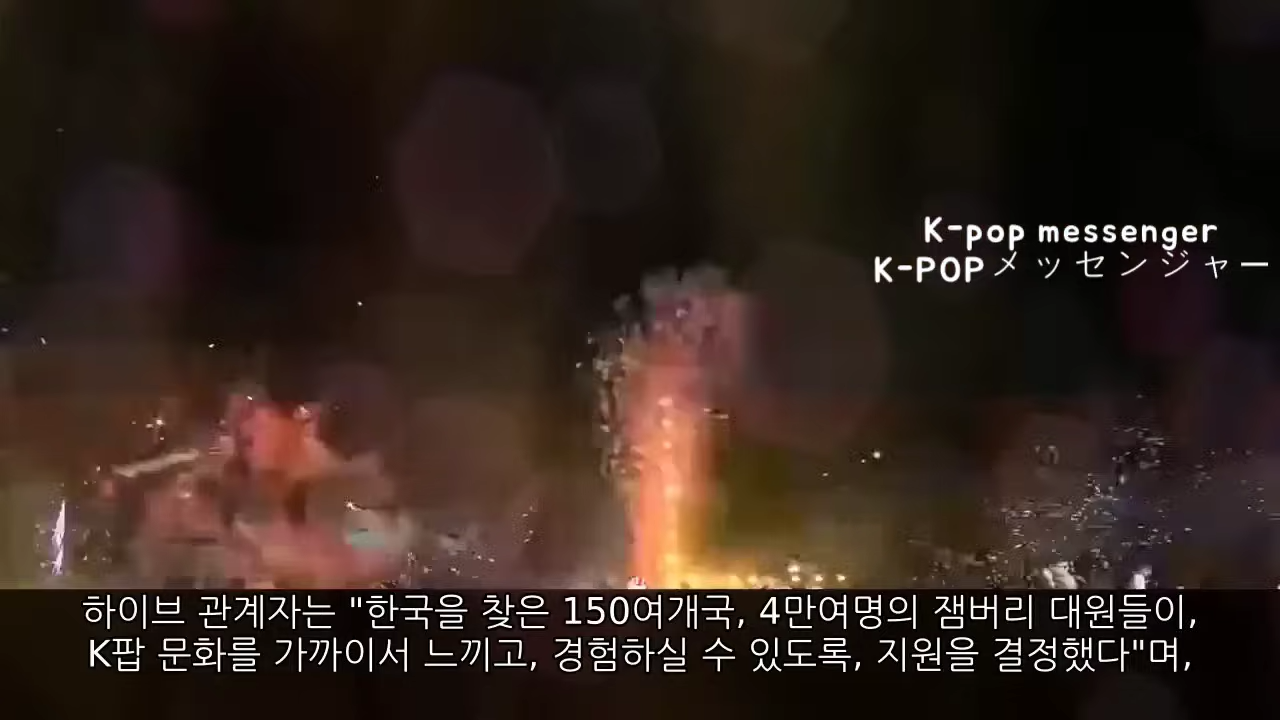 K-pop messenger
K-POPメッセンジャー
하이브 관계자는 "한국을 찾은 150여개국, 4만여명의 잼버리 대원들이,
K팝 문화를 가까이서 느끼고, 경험하실 수 있도록, 지원을 결정했다"며,